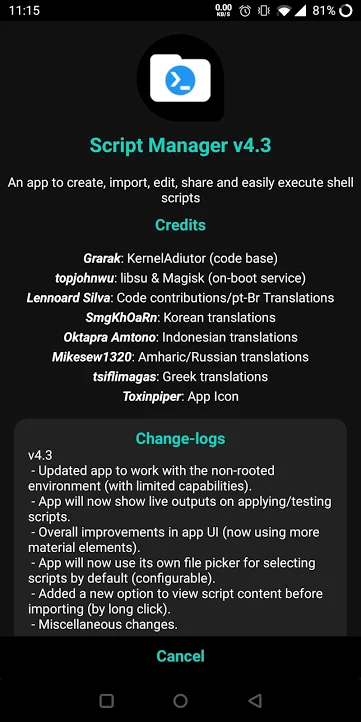 11:15
0.00
KB/S
81%
Script Manager v4.3
An app to create, import, edit, share and easily execute shell
scripts
Credits
Grarak: KernelAdiutor (code base)
topjohnwu: libsu & Magisk (on-boot service)
Lennoard Silva: Code contributions/pt-Br Translations
SmgKhOaRn: Korean translations
Oktapra Amtono: Indonesian translations
Mikesew1320: Amharic/Russian translations
tsiflimagas: Greek translations
Toxinpiper: App Icon
Change-logs
v4.3
- Updated app to work with the non-rooted
environment (with limited capabilities).
- App will now show live outputs on applying/testing
scripts.
- Overall improvements in app UI (now using more
material elements).
- App will now use its own file picker for selecting
scripts by default (configurable).
- Added a new option to view script content before
importing (by long click).
- Miscellaneous changes.
Cancel